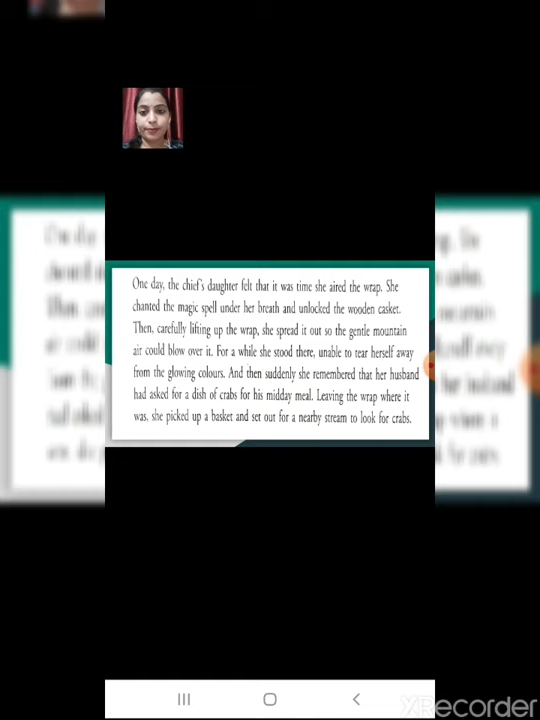 One day, the chief's daughter felt that it was time she aired the wrap. She
chanted the magic spell under her breath and unlocked the wooden casket.
Then, carefully lifting up the wrap, she spread it out so the gentle mountain
air could blow over it. For a while she stood there, unable to tear herself away
from the glowing colours. And then suddenly she remembered that her husband
had asked for a dish of crabs for his midday meal. Leaving the wrap where it
was, she picked up a basket and set out for a nearby stream to look for crabs.
XRecorder